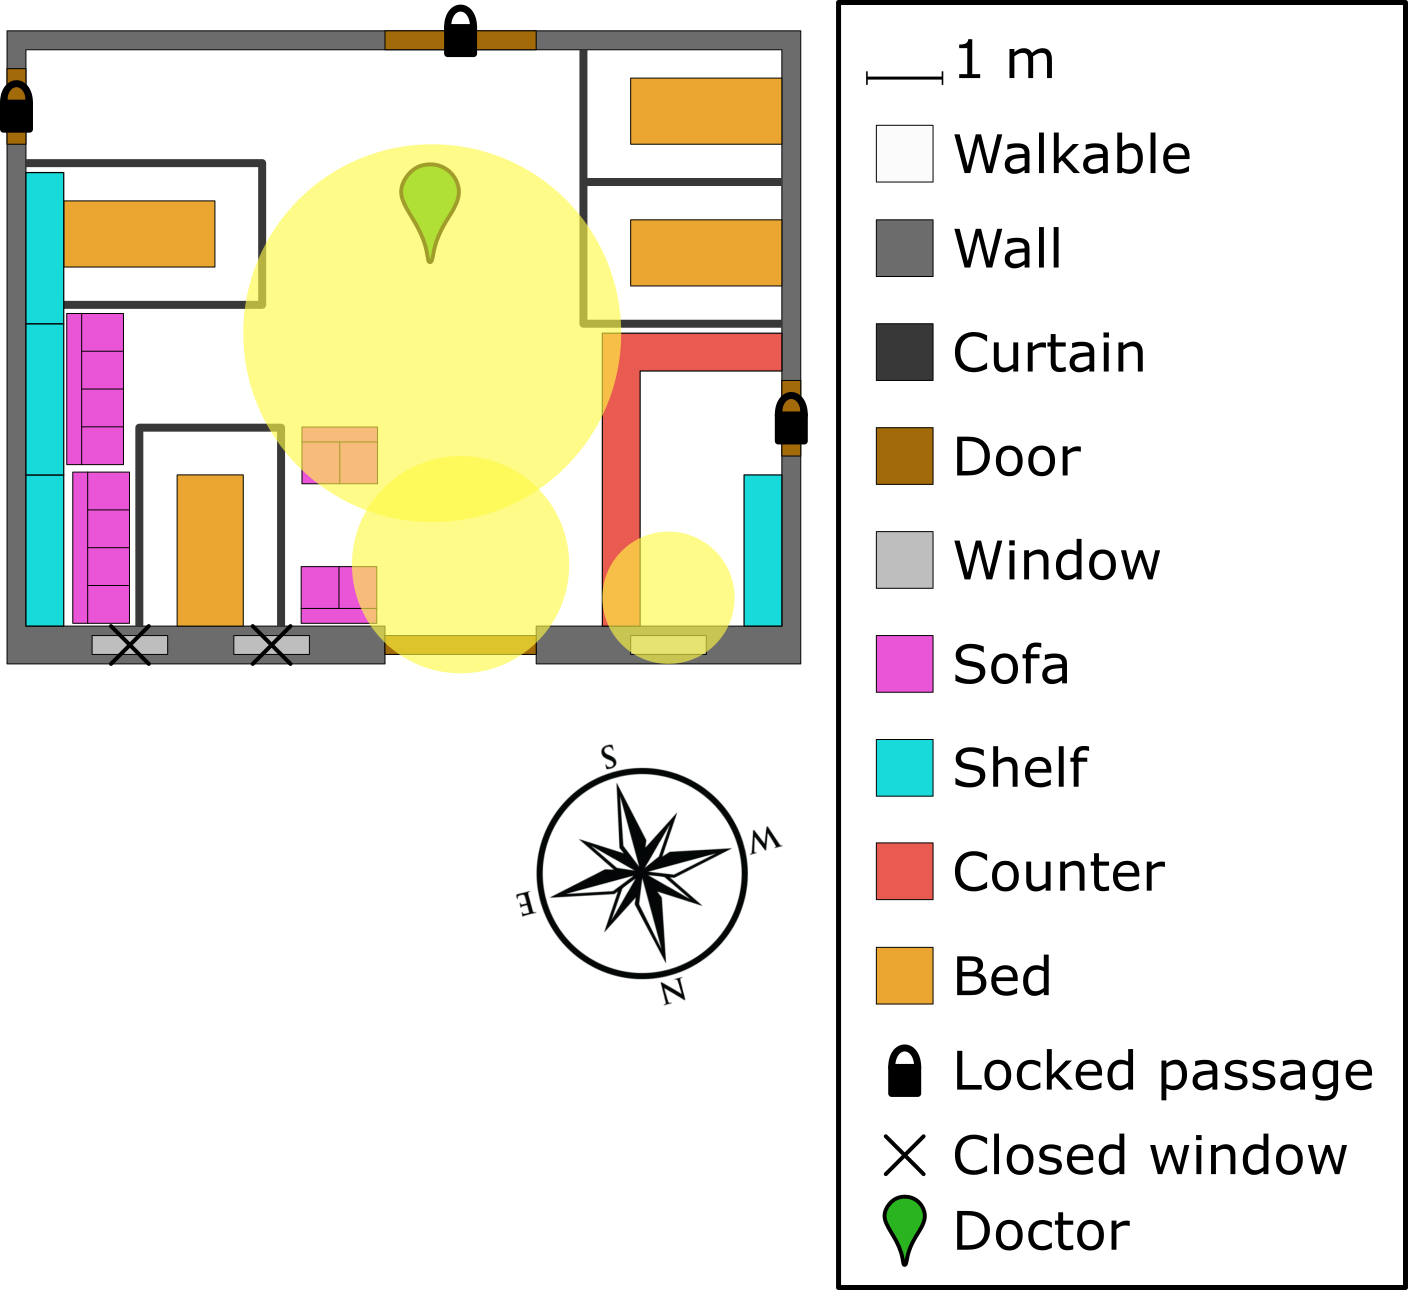 1 m
Walkable
Wall
Curtain
Door
Window
Sofa
Shelf
Counter
Bed
Locked passage
Closed window
Doctor
S
W
E
N